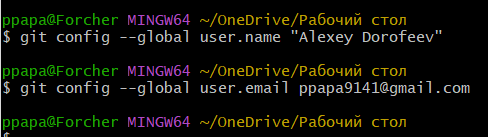 ppapa@Forcher MINGW64 ~/OneDrive/Рабочий стол
$ git config --global user.name "Alexey Dorofeev"
ppapa@Forcher MINGW64 ~/OneDrive/Рабочий стол
$ git config --global user.email ppapa9141@gmail.com
ppapa@Forcher MINGW64 ~/OneDrive/Рабочий стол
$